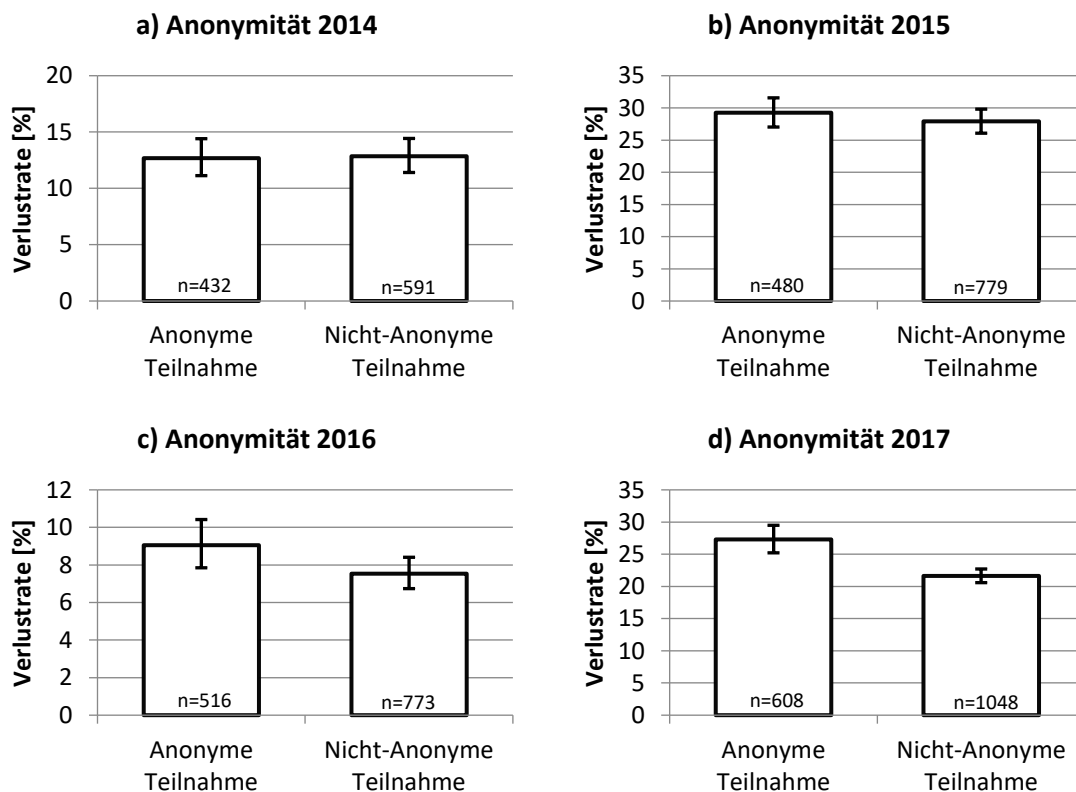 a) Anonymität 2014
Verlustrate [%]
20
15
10
5
0
n=432
n=591
Anonyme
Teilnahme
Nicht-Anonyme
Teilnahme
b) Anonymität 2015
Verlustrate [%]
35
30
25
20
15
10
5
0
n=480
n=779
Anonyme
Teilnahme
Nicht-Anonyme
Teilnahme
c) Anonymität 2016
Verlustrate [%]
12
10
8
6
4
2
0
n=516
n=773
Anonyme
Teilnahme
Nicht-Anonyme
Teilnahme
d) Anonymität 2017
Verlustrate [%]
35
30
25
20
15
10
5
0
n=608
n=1048
Anonyme
Teilnahme
Nicht-Anonyme
Teilnahme